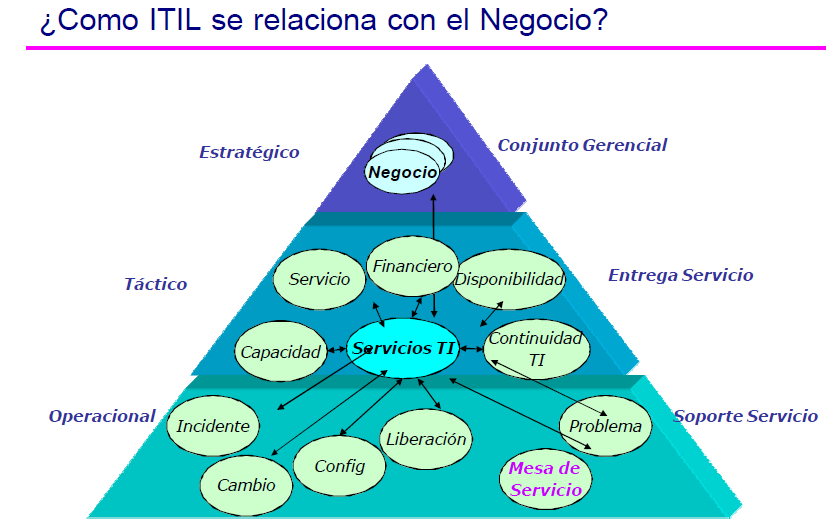 ¿Como ITIL se relaciona con el Negocio?
Estratégico
Conjunto Gerencial
Negocio
Táctico
Entrega Servicio
Servicio
Financiero
Disponibilidad
Capacidad
Servicios TI
Continuidad
TI
Operacional
Soporte Servicio
Incidente
Cambio
Config
Liberación
Problema
Mesa de
Servicio